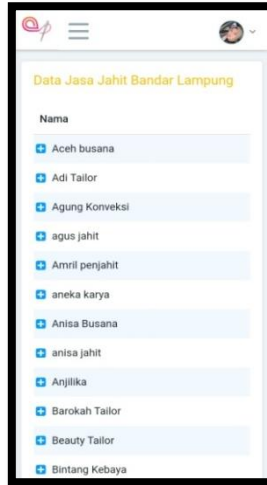 Data Jasa Jahit Bandar Lampung
Nama
Aceh busana
Adi Tailor
Agung Konveksi
agus jahit
Amril penjahit
aneka karya
Anisa Busana
anisa jahit
Anjilika
Barokah Tailor
Beauty Tailor
Bintang Kebaya